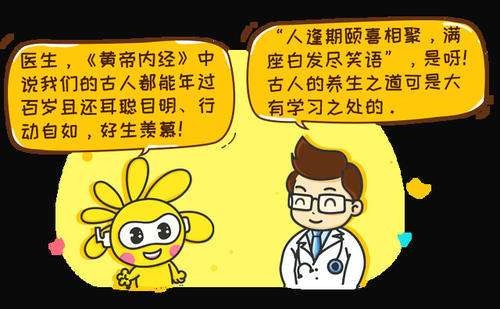 医生，《黄帝内经》中
说我们的古人都能年过
百岁且还耳聪目明、行
动自如，好生羡慕!
“人逢期颐喜相聚，满
座白发尽笑语”，是呀!
古人的养生之道可是大
有学习之处的．